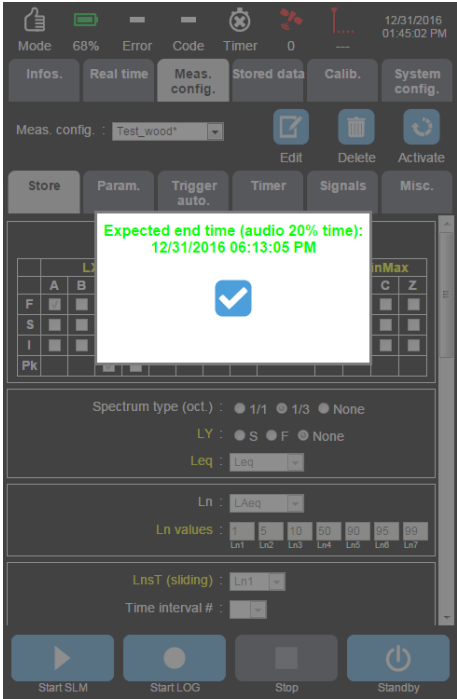 12/31/2016
01:45:02 PM
Mode 68% Error Code Timer 0 ---
Infos. Real time Meas. config. Stored data Calib. System config.
Meas. config. : Test_wood*
Edit Delete Activate
Store Param. Trigger auto. Timer Signals Misc.
Expected end time (audio 20% time):
12/31/2016 06:13:05 PM
inMax
A B C Z
F
S
I
Pk
Spectrum type (oct.) : 1/1 1/3 None
LY : S F None
Leq : Leq
Ln : LAeq
Ln values : 1 5 10 50 90 95 99
Ln1 Ln2 Ln3 Ln4 Ln5 Ln6 Ln7
LnsT (sliding) : Ln1
Time interval # :
Start SLM Start LOG Stop Standby